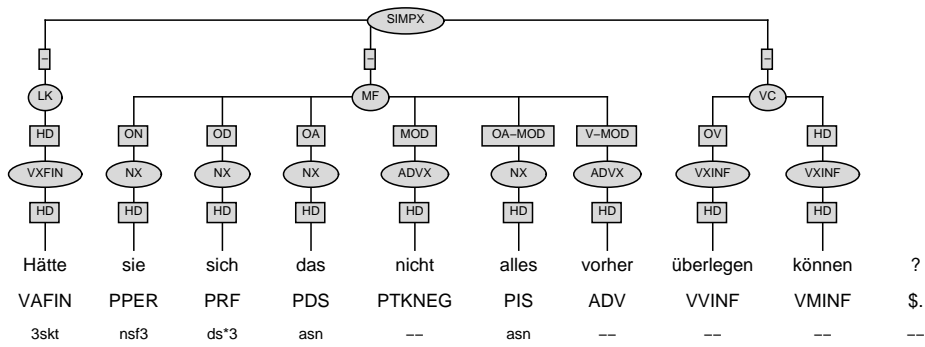 SIMPX
– – –
LK MF VC
HD ON OD OA MOD OA–MOD V–MOD OV HD
VXFIN NX NX NX ADVX NX ADVX VXINF VXINF
HD HD HD HD HD HD HD HD HD
Hätte sie sich das nicht alles vorher überlegen können ?
VAFIN PPER PRF PDS PTKNEG PIS ADV VVINF VMINF $.
3skt nsf3 ds*3 asn –– asn –– –– –– ––